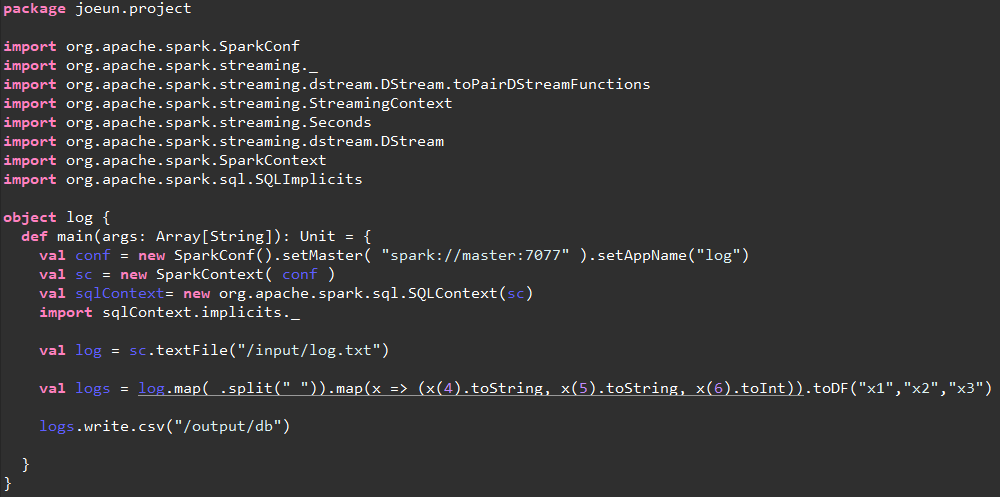 package joeun.project
import org.apache.spark.SparkConf
import org.apache.spark.streaming._
import org.apache.spark.streaming.dstream.DStream.toPairDStreamFunctions
import org.apache.spark.streaming.StreamingContext
import org.apache.spark.streaming.Seconds
import org.apache.spark.streaming.dstream.DStream
import org.apache.spark.SparkContext
import org.apache.spark.sql.SQLImplicits
object log {
def main(args: Array[String]): Unit = {
val conf = new SparkConf().setMaster( "spark://master:7077" ).setAppName("log")
val sc = new SparkContext( conf )
val sqlContext= new org.apache.spark.sql.SQLContext(sc)
import sqlContext.implicits._
val log = sc.textFile("/input/log.txt")
val logs = log.map(_.split(" ")).map(x => (x(4).toString, x(5).toString, x(6).toInt)).toDF("x1","x2","x3")
logs.write.csv("/output/db")
}
}